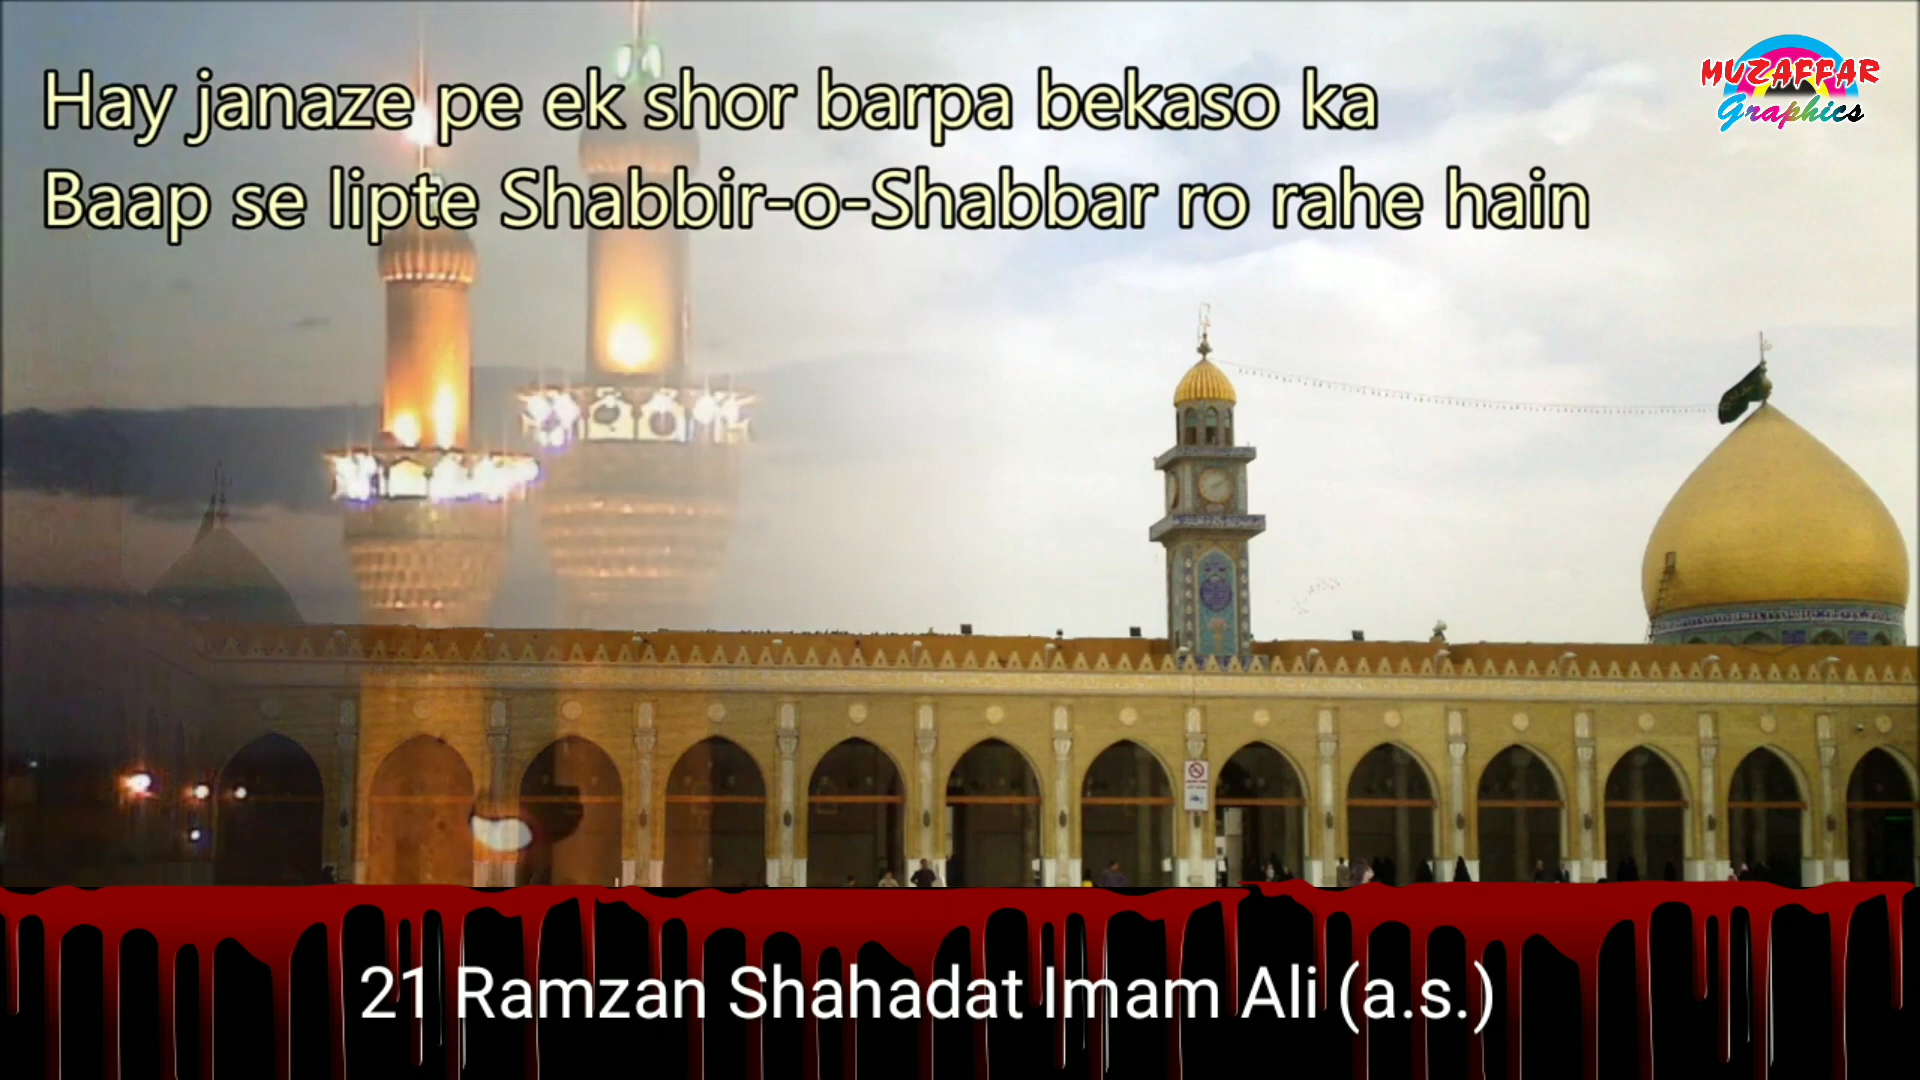 Hay janaze pe ek shor barpa bekaso ka
Baap se lipte Shabbir-o-Shabbar ro rahe hain
MUZAFFAR
Graphics
21 Ramzan Shahadat Imam Ali (a.s.)